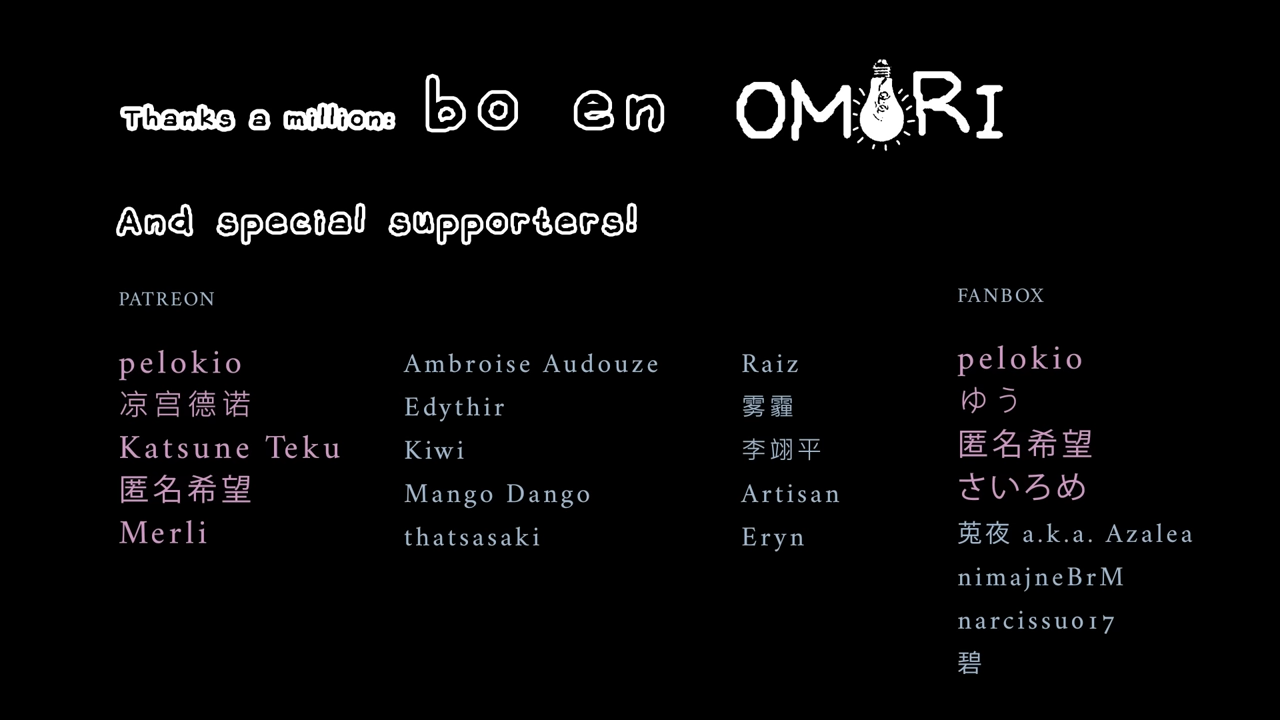 Thanks a million: bo en OMORI
And special supporters!
PATREON
pelokio
凉宫德诺
Katsune Teku
匿名希望
Merli
Ambroise Audouze
Edythir
Kiwi
Mango Dango
thatsasaki
Raiz
雾霾
李翊平
Artisan
Eryn
FANBOX
pelokio
ゆう
匿名希望
さいろめ
莵夜 a.k.a. Azalea
nimajneBrM
narcissu017
碧